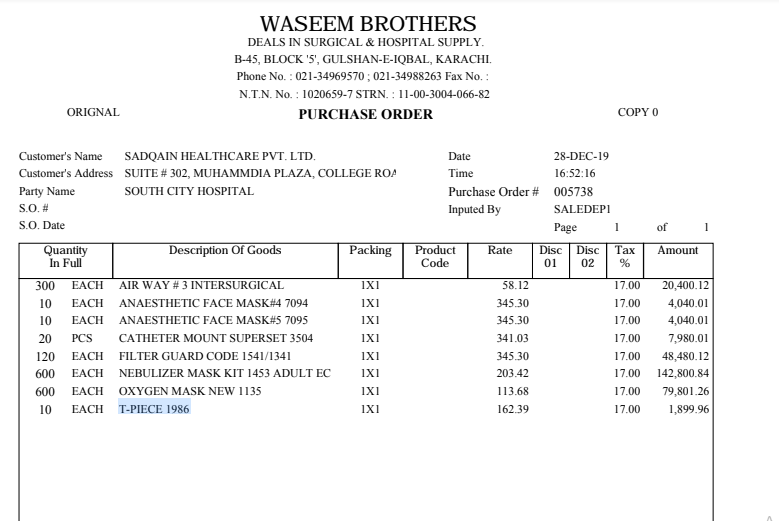 WASEEM BROTHERS
DEALS IN SURGICAL & HOSPITAL SUPPLY.
B-45, BLOCK '5', GULSHAN-E-IQBAL, KARACHI.
Phone No. : 021-34969570 ; 021-34988263 Fax No. :
N.T.N. No. : 1020659-7 STRN. : 11-00-3004-066-82
ORIGNAL PURCHASE ORDER COPY 0
Customer's Name SADQAIN HEALTHCARE PVT. LTD. Date 28-DEC-19
Customer's Address SUITE # 302, MUHAMMDIA PLAZA, COLLEGE ROA Time 16:52:16
Party Name SOUTH CITY HOSPITAL Purchase Order # 005738
S.O. # Inputed By SALEDEP1
S.O. Date Page 1 of 1
Quantity In Full Description Of Goods Packing Product Code Rate Disc 01 Disc 02 Tax % Amount
300 EACH AIR WAY # 3 INTERSURGICAL 1X1 58.12 17.00 20,400.12
10 EACH ANAESTHETIC FACE MASK#4 7094 1X1 345.30 17.00 4,040.01
10 EACH ANAESTHETIC FACE MASK#5 7095 1X1 345.30 17.00 4,040.01
20 PCS CATHETER MOUNT SUPERSET 3504 1X1 341.03 17.00 7,980.01
120 EACH FILTER GUARD CODE 1541/1341 1X1 345.30 17.00 48,480.12
600 EACH NEBULIZER MASK KIT 1453 ADULT EC 1X1 203.42 17.00 142,800.84
600 EACH OXYGEN MASK NEW 1135 1X1 113.68 17.00 79,801.26
10 EACH T-PIECE 1986 1X1 162.39 17.00 1,899.96